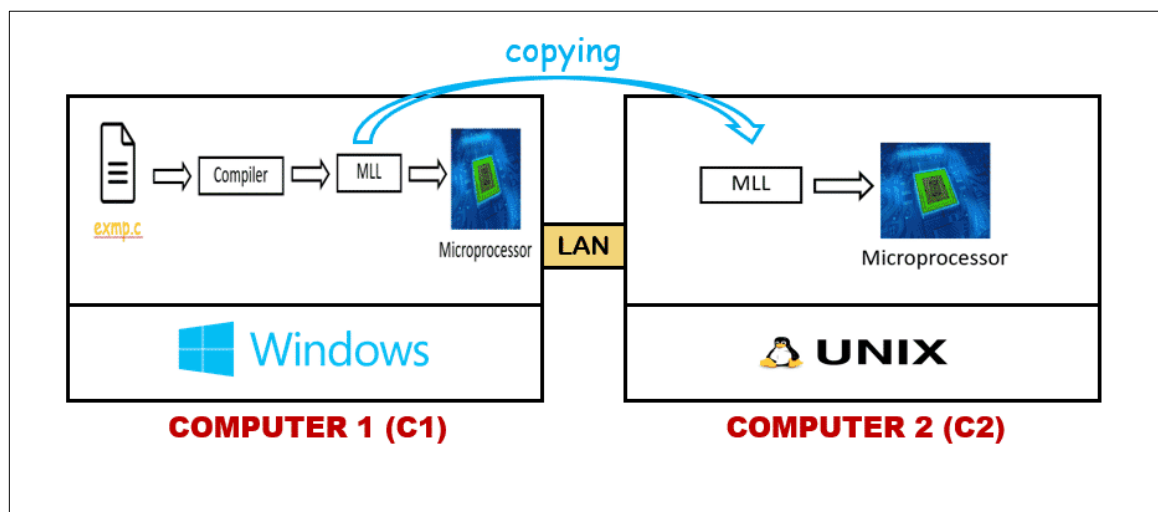 copying
exmp.c
Compiler
MLL
Microprocessor
LAN
MLL
Microprocessor
Windows
UNIX
COMPUTER 1 (C1)
COMPUTER 2 (C2)